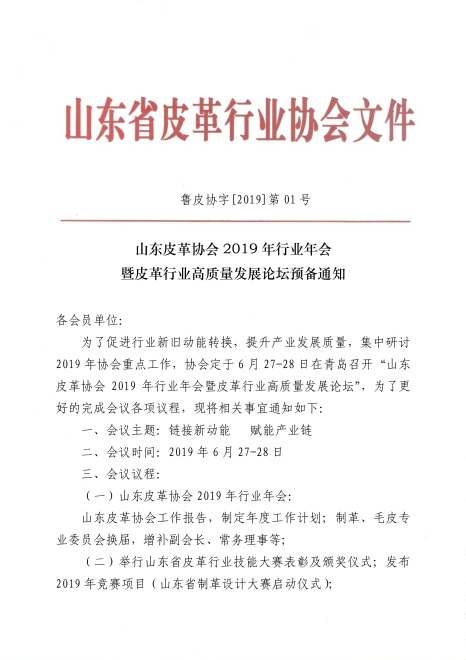 山东省皮革行业协会文件
鲁皮协字[2019]第 01 号
山东皮革协会 2019 年行业年会
暨皮革行业高质量发展论坛预备通知
各会员单位：
为了促进行业新旧动能转换，提升产业发展质量，集中研讨
2019 年协会重点工作，协会定于 6 月 27-28 日在青岛召开“山东
皮革协会 2019 年行业年会暨皮革行业高质量发展论坛”，为了更
好的完成会议各项议程，现将相关事宜通知如下：
一、会议主题：链接新动能 赋能产业链
二、会议时间：2019 年 6 月 27-28 日
三、会议议程：
（一）山东皮革协会 2019 年行业年会：
山东皮革协会工作报告，制定年度工作计划；制革、毛皮专
业委员会换届，增补副会长、常务理事等；
（二）举行山东省皮革行业技能大赛表彰及颁奖仪式；发布
2019 年竞赛项目（山东省制革设计大赛启动仪式）；